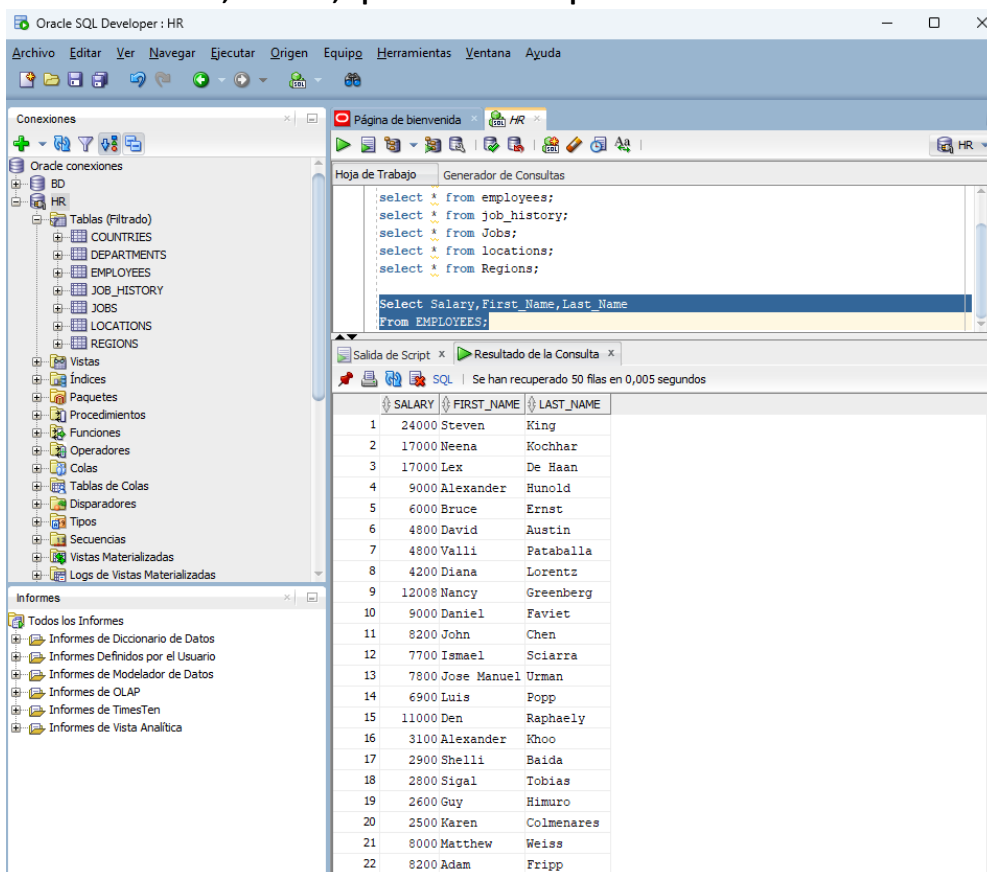 Oracle SQL Developer : HR
Archivo Editar Ver Navegar Ejecutar Origen Equipo Herramientas Ventana Ayuda
Conexiones
Oracle conexiones
BD
HR
Tablas (Filtrado)
COUNTRIES
DEPARTMENTS
EMPLOYEES
JOB_HISTORY
JOBS
LOCATIONS
REGIONS
Vistas
Índices
Paquetes
Procedimientos
Funciones
Operadores
Colas
Tablas de Colas
Disparadores
Tipos
Secuencias
Vistas Materializadas
Logs de Vistas Materializadas
Informes
Todos los Informes
Informes de Diccionario de Datos
Informes Definidos por el Usuario
Informes de Modelador de Datos
Informes de OLAP
Informes de TimesTen
Informes de Vista Analítica
Página de bienvenida HR
HR
Hoja de Trabajo Generador de Consultas
select * from employees;
select * from job_history;
select * from Jobs;
select * from locations;
select * from Regions;
Select Salary,First_Name,Last_Name
From EMPLOYEES;
Salida de Script x Resultado de la Consulta x
SQL | Se han recuperado 50 filas en 0,005 segundos
SALARY FIRST_NAME LAST_NAME
1 24000 Steven King
2 17000 Neena Kochhar
3 17000 Lex De Haan
4 9000 Alexander Hunold
5 6000 Bruce Ernst
6 4800 David Austin
7 4800 Valli Pataballa
8 4200 Diana Lorentz
9 12008 Nancy Greenberg
10 9000 Daniel Faviet
11 8200 John Chen
12 7700 Ismael Sciarra
13 7800 Jose Manuel Urman
14 6900 Luis Popp
15 11000 Den Raphaely
16 3100 Alexander Khoo
17 2900 Shelli Baida
18 2800 Sigal Tobias
19 2600 Guy Himuro
20 2500 Karen Colmenares
21 8000 Matthew Weiss
22 8200 Adam Fripp